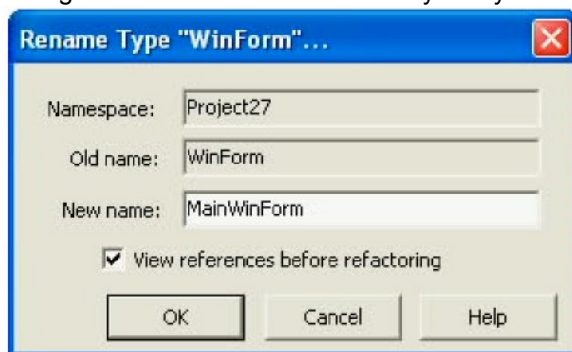 Rename Type "WinForm"...
Namespace: Project27
Old name: WinForm
New name: MainWinForm
View references before refactoring
OK Cancel Help